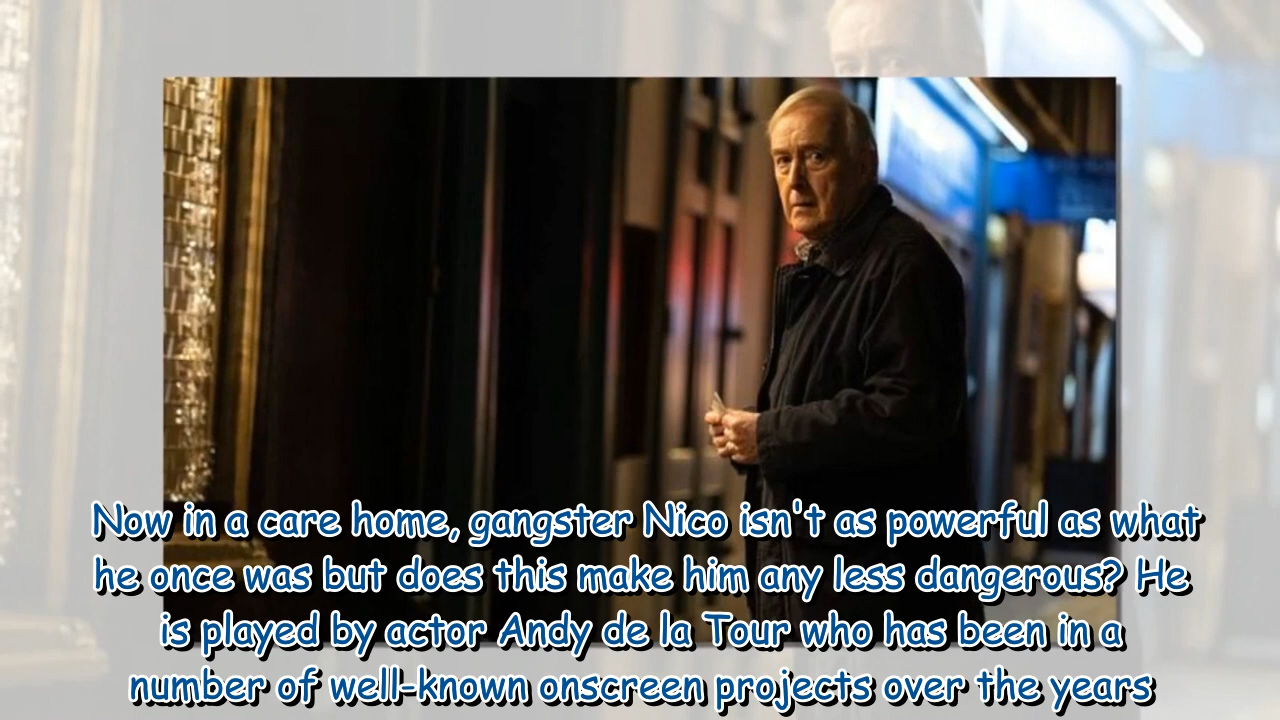 Now in a care home, gangster Nico isn't as powerful as what
he once was but does this make him any less dangerous? He
is played by actor Andy de la Tour who has been in a
number of well-known onscreen projects over the years